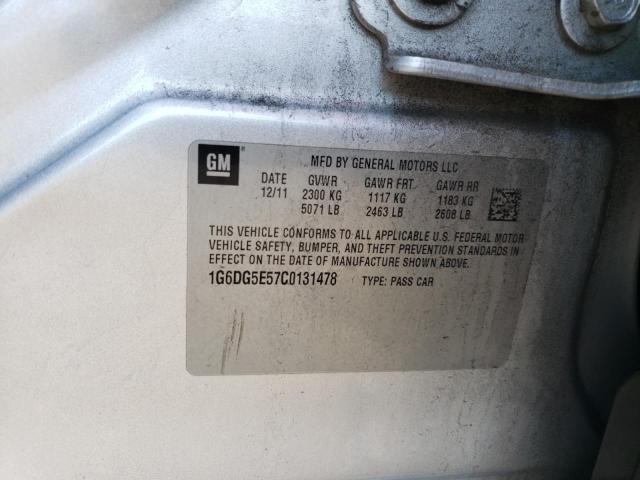 GM
MFD BY GENERAL MOTORS LLC
DATE GVWR GAWR FRT GAWR RR
12/11 2300 KG 1117 KG 1183 KG
5071 LB 2463 LB 2608 LB
THIS VEHICLE CONFORMS TO ALL APPLICABLE U.S. FEDERAL MOTOR
VEHICLE SAFETY, BUMPER, AND THEFT PREVENTION STANDARDS IN
EFFECT ON THE DATE OF MANUFACTURE SHOWN ABOVE.
1G6DG5E57C0131478 TYPE: PASS CAR